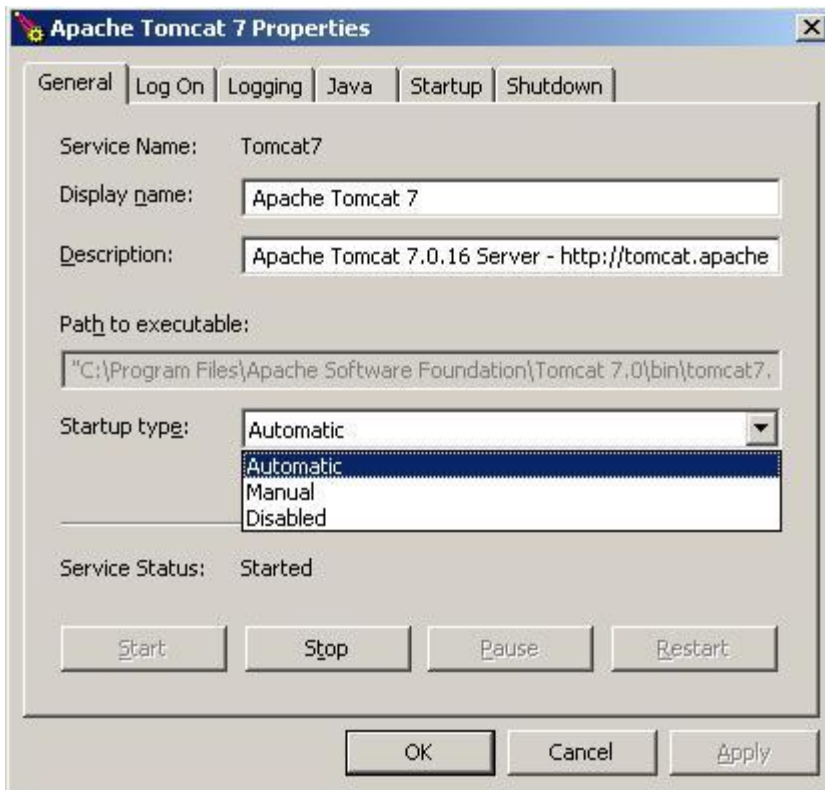 Apache Tomcat 7 Properties
General Log On Logging Java Startup Shutdown
Service Name: Tomcat7
Display name: Apache Tomcat 7
Description: Apache Tomcat 7.0.16 Server - http://tomcat.apache
Path to executable:
"C:\Program Files\Apache Software Foundation\Tomcat 7.0\bin\tomcat7.
Startup type: Automatic
Automatic
Manual
Disabled
Service Status: Started
Start Stop Pause Restart
OK Cancel Apply